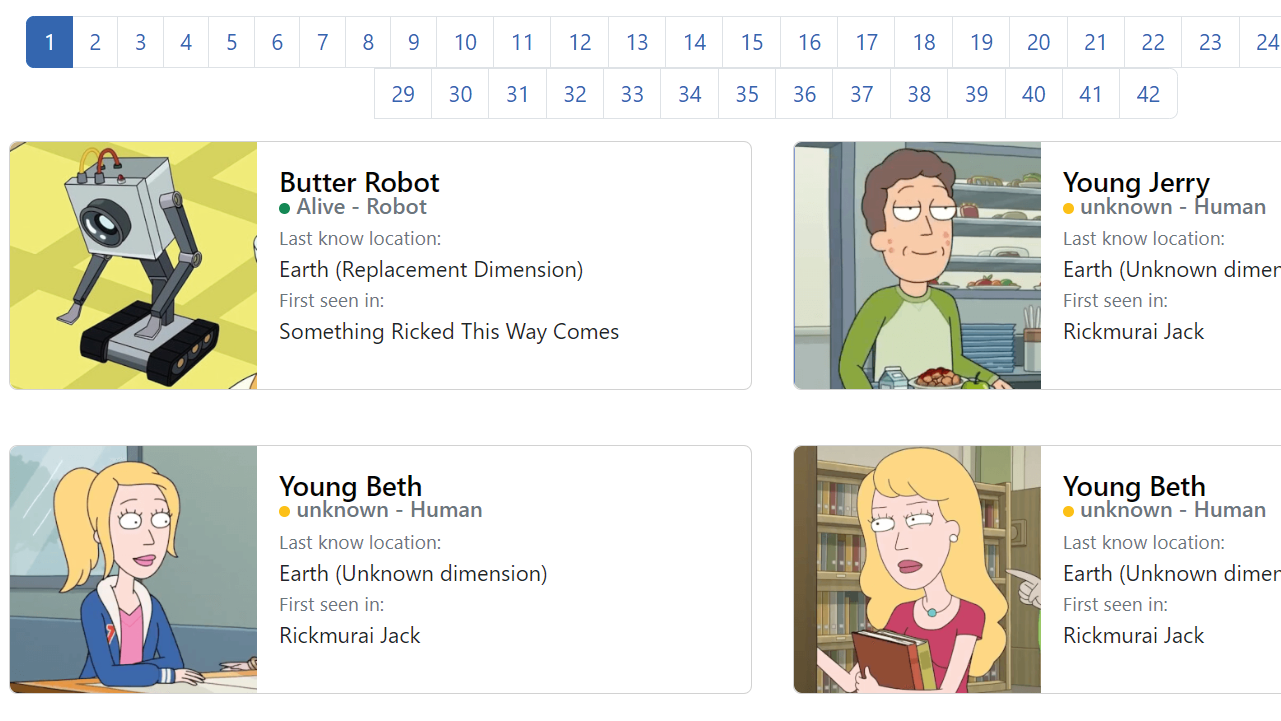 1 2 3 4 5 6 7 8 9 10 11 12 13 14 15 16 17 18 19 20 21 22 23 24
29 30 31 32 33 34 35 36 37 38 39 40 41 42
Butter Robot
Alive - Robot
Last know location:
Earth (Replacement Dimension)
First seen in:
Something Ricked This Way Comes
Young Jerry
unknown - Human
Last know location:
Earth (Unknown dimen
First seen in:
Rickmurai Jack
Young Beth
unknown - Human
Last know location:
Earth (Unknown dimension)
First seen in:
Rickmurai Jack
Young Beth
unknown - Human
Last know location:
Earth (Unknown dimen
First seen in:
Rickmurai Jack